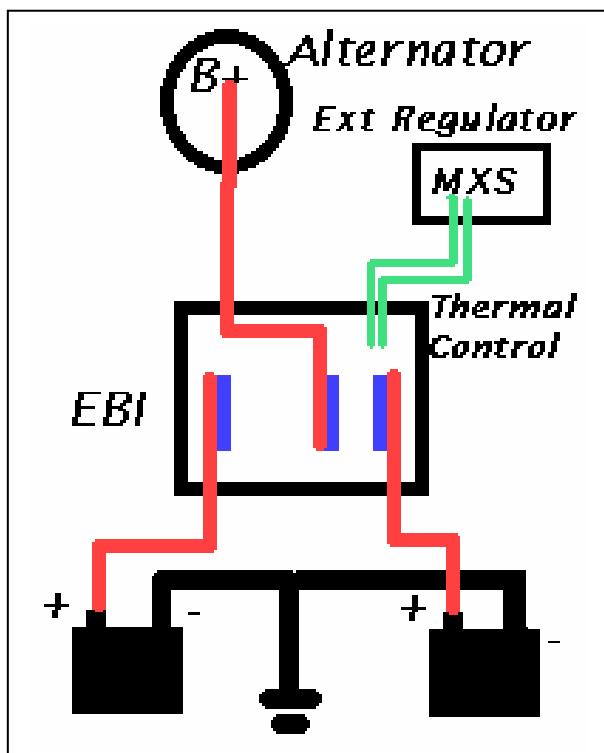 Alternator
B+
Ext Regulator
MXS
Thermal
Control
EBI
+
-
+
-